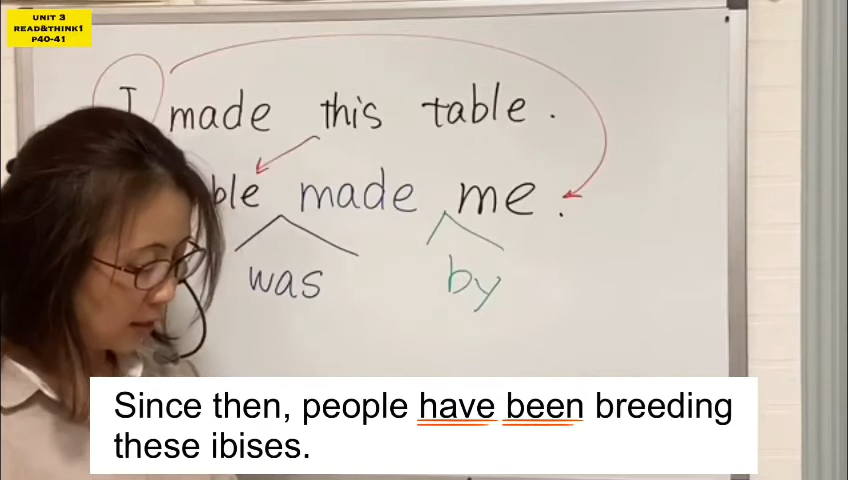 UNIT 3
READ&THINK1
P40-41
I made this table.
ble made me.
was by
Since then, people have been breeding
these ibises.